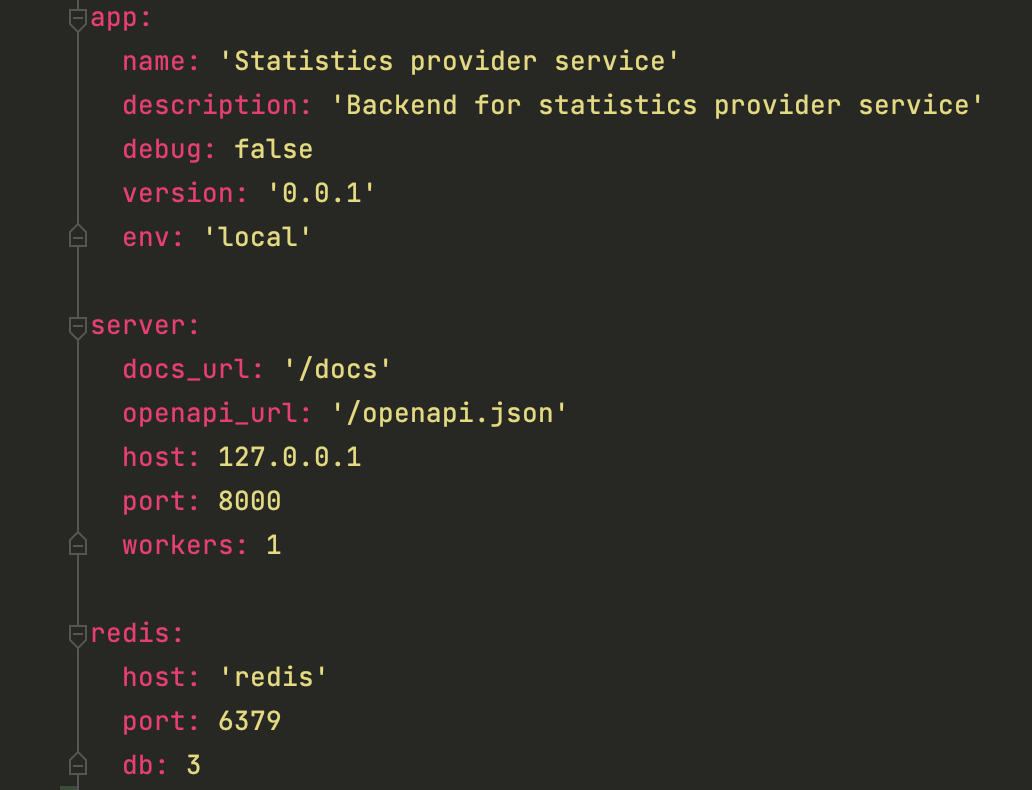 app:
  name: 'Statistics provider service'
  description: 'Backend for statistics provider service'
  debug: false
  version: '0.0.1'
  env: 'local'
server:
  docs_url: '/docs'
  openapi_url: '/openapi.json'
  host: 127.0.0.1
  port: 8000
  workers: 1
redis:
  host: 'redis'
  port: 6379
  db: 3